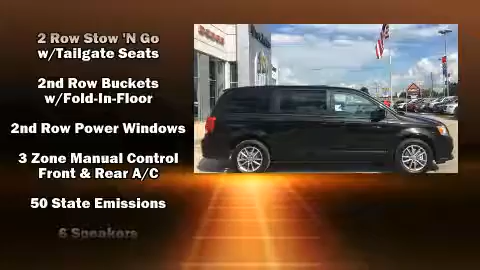 2 Row Stow 'N Go
w/Tailgate Seats
2nd Row Buckets
w/Fold-In-Floor
2nd Row Power Windows
3 Zone Manual Control
Front & Rear A/C
50 State Emissions
6 Speakers